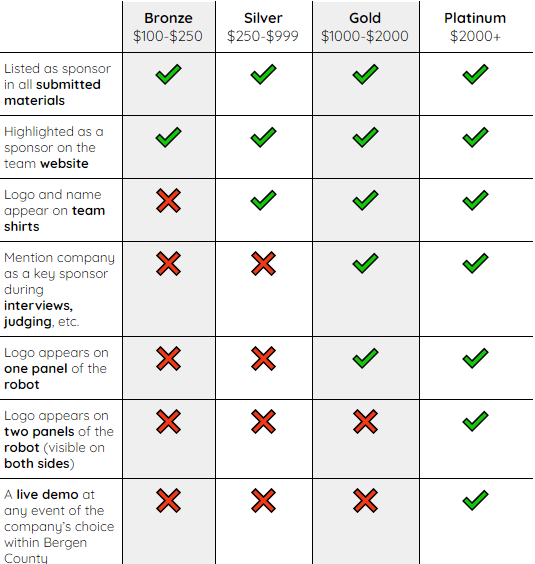 Bronze
$100-$250
Silver
$250-$999
Gold
$1000-$2000
Platinum
$2000+
Listed as sponsor
in all submitted
materials
Highlighted as a
sponsor on the
team website
Logo and name
appear on team
shirts
Mention company
as a key sponsor
during
interviews,
judging, etc.
Logo appears on
one panel of the
robot
Logo appears on
two panels of the
robot (visible on
both sides)
A live demo at
any event of the
company's choice
within Bergen
County